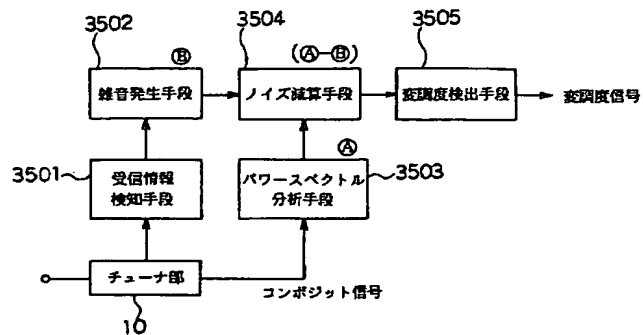 3502
3504
3505
Ⓑ
(Ⓐ-Ⓑ)
雑音発生手段
ノイズ減算手段
変調度検出手段
変調度信号
3501
受信情報
検知手段
Ⓐ
パワースペクトル
分析手段
3503
チューナ部
コンポジット信号
10